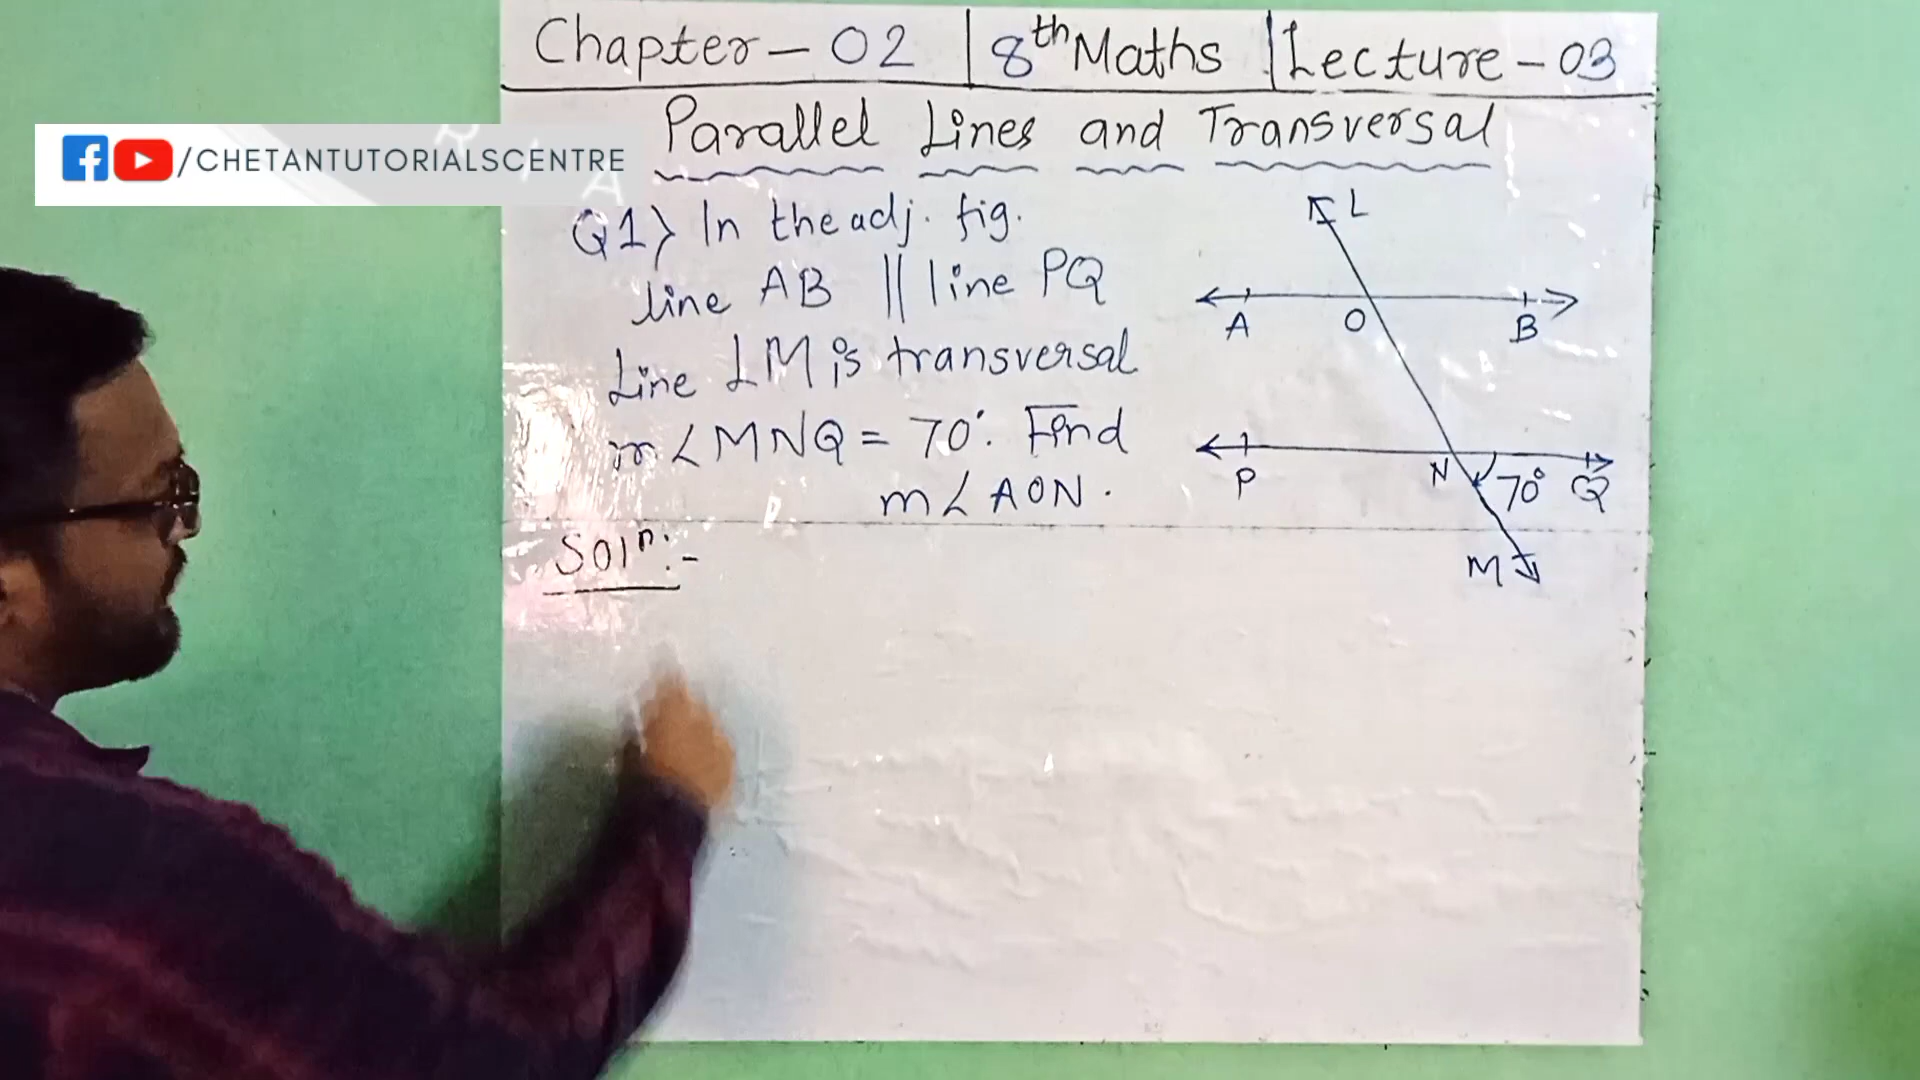 Chapter - 02 | 8th Maths | Lecture - 03
Parallel Lines and Transversal
/CHETANTUTORIALSCENTRE
R I A
Q1) In the adj. fig.
line AB || line PQ
Line LM is transversal
m∠MNQ = 70°. Find
m∠AON.
L
A O B
P N 70° Q
M
Solⁿ:-